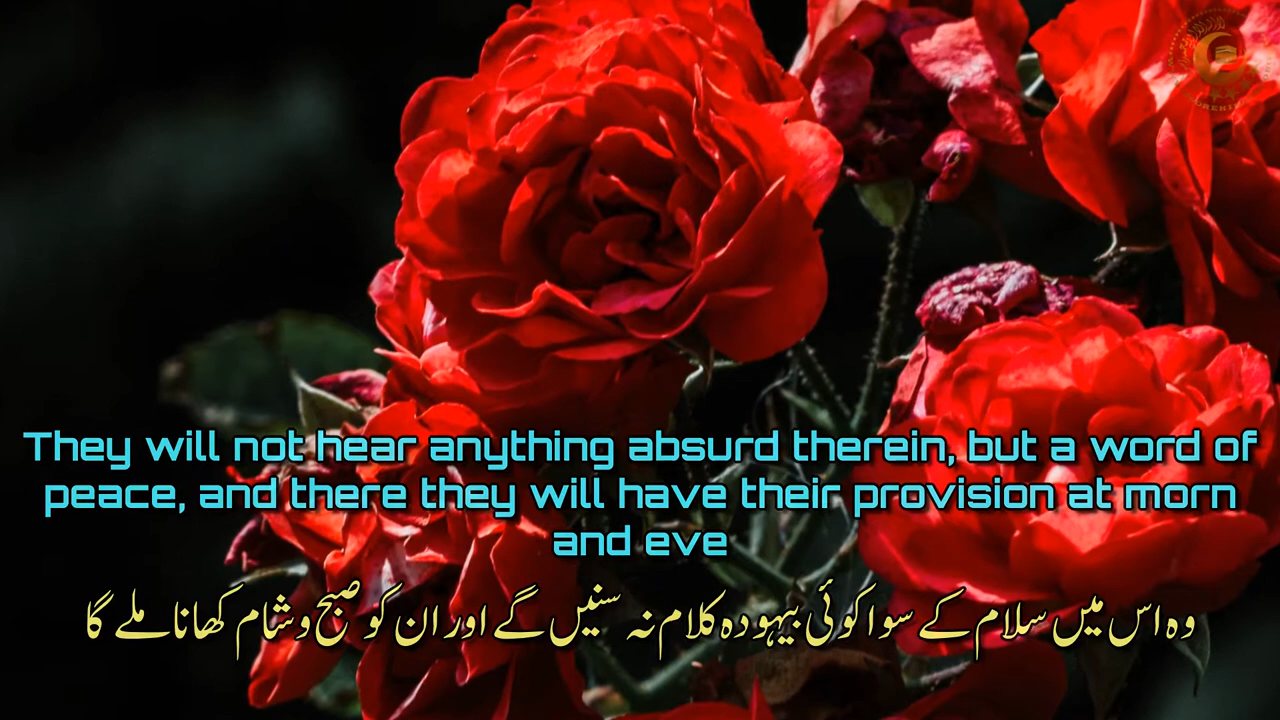 They will not hear anything absurd therein, but a word of
peace, and there they will have their provision at morn
and eve
وہ اس میں سلام کے سوا کوئی بیہودہ کلام نہ سنیں گے اور ان کو صبح و شام کھانا ملے گا